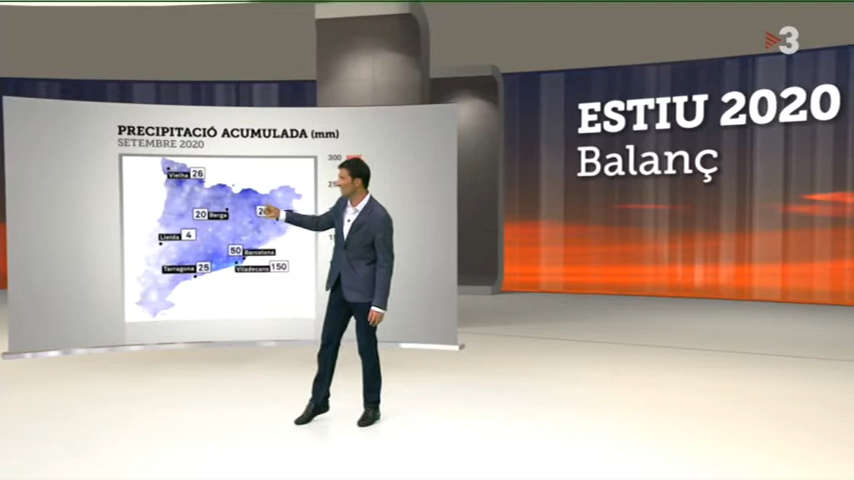 3
ESTIU 2020
Balanç
PRECIPITACIÓ ACUMULADA (mm)
SETEMBRE 2020
300
Vielha 26
20 Berga
Lleida 4
50 Barcelona
Tarragona 25
Viladecans 150